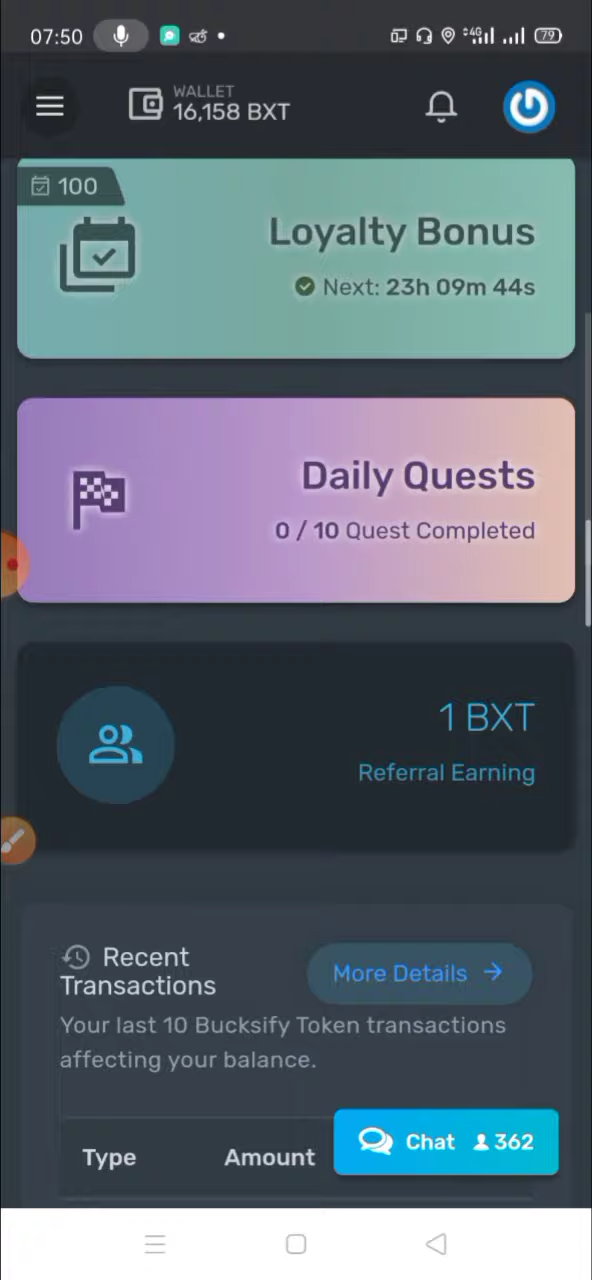 07:50
4G
79
WALLET
16,158 BXT
100
Loyalty Bonus
Next: 23h 09m 44s
Daily Quests
0 / 10 Quest Completed
1 BXT
Referral Earning
Recent
Transactions
More Details
Your last 10 Bucksify Token transactions
affecting your balance.
Type
Amount
Chat
362